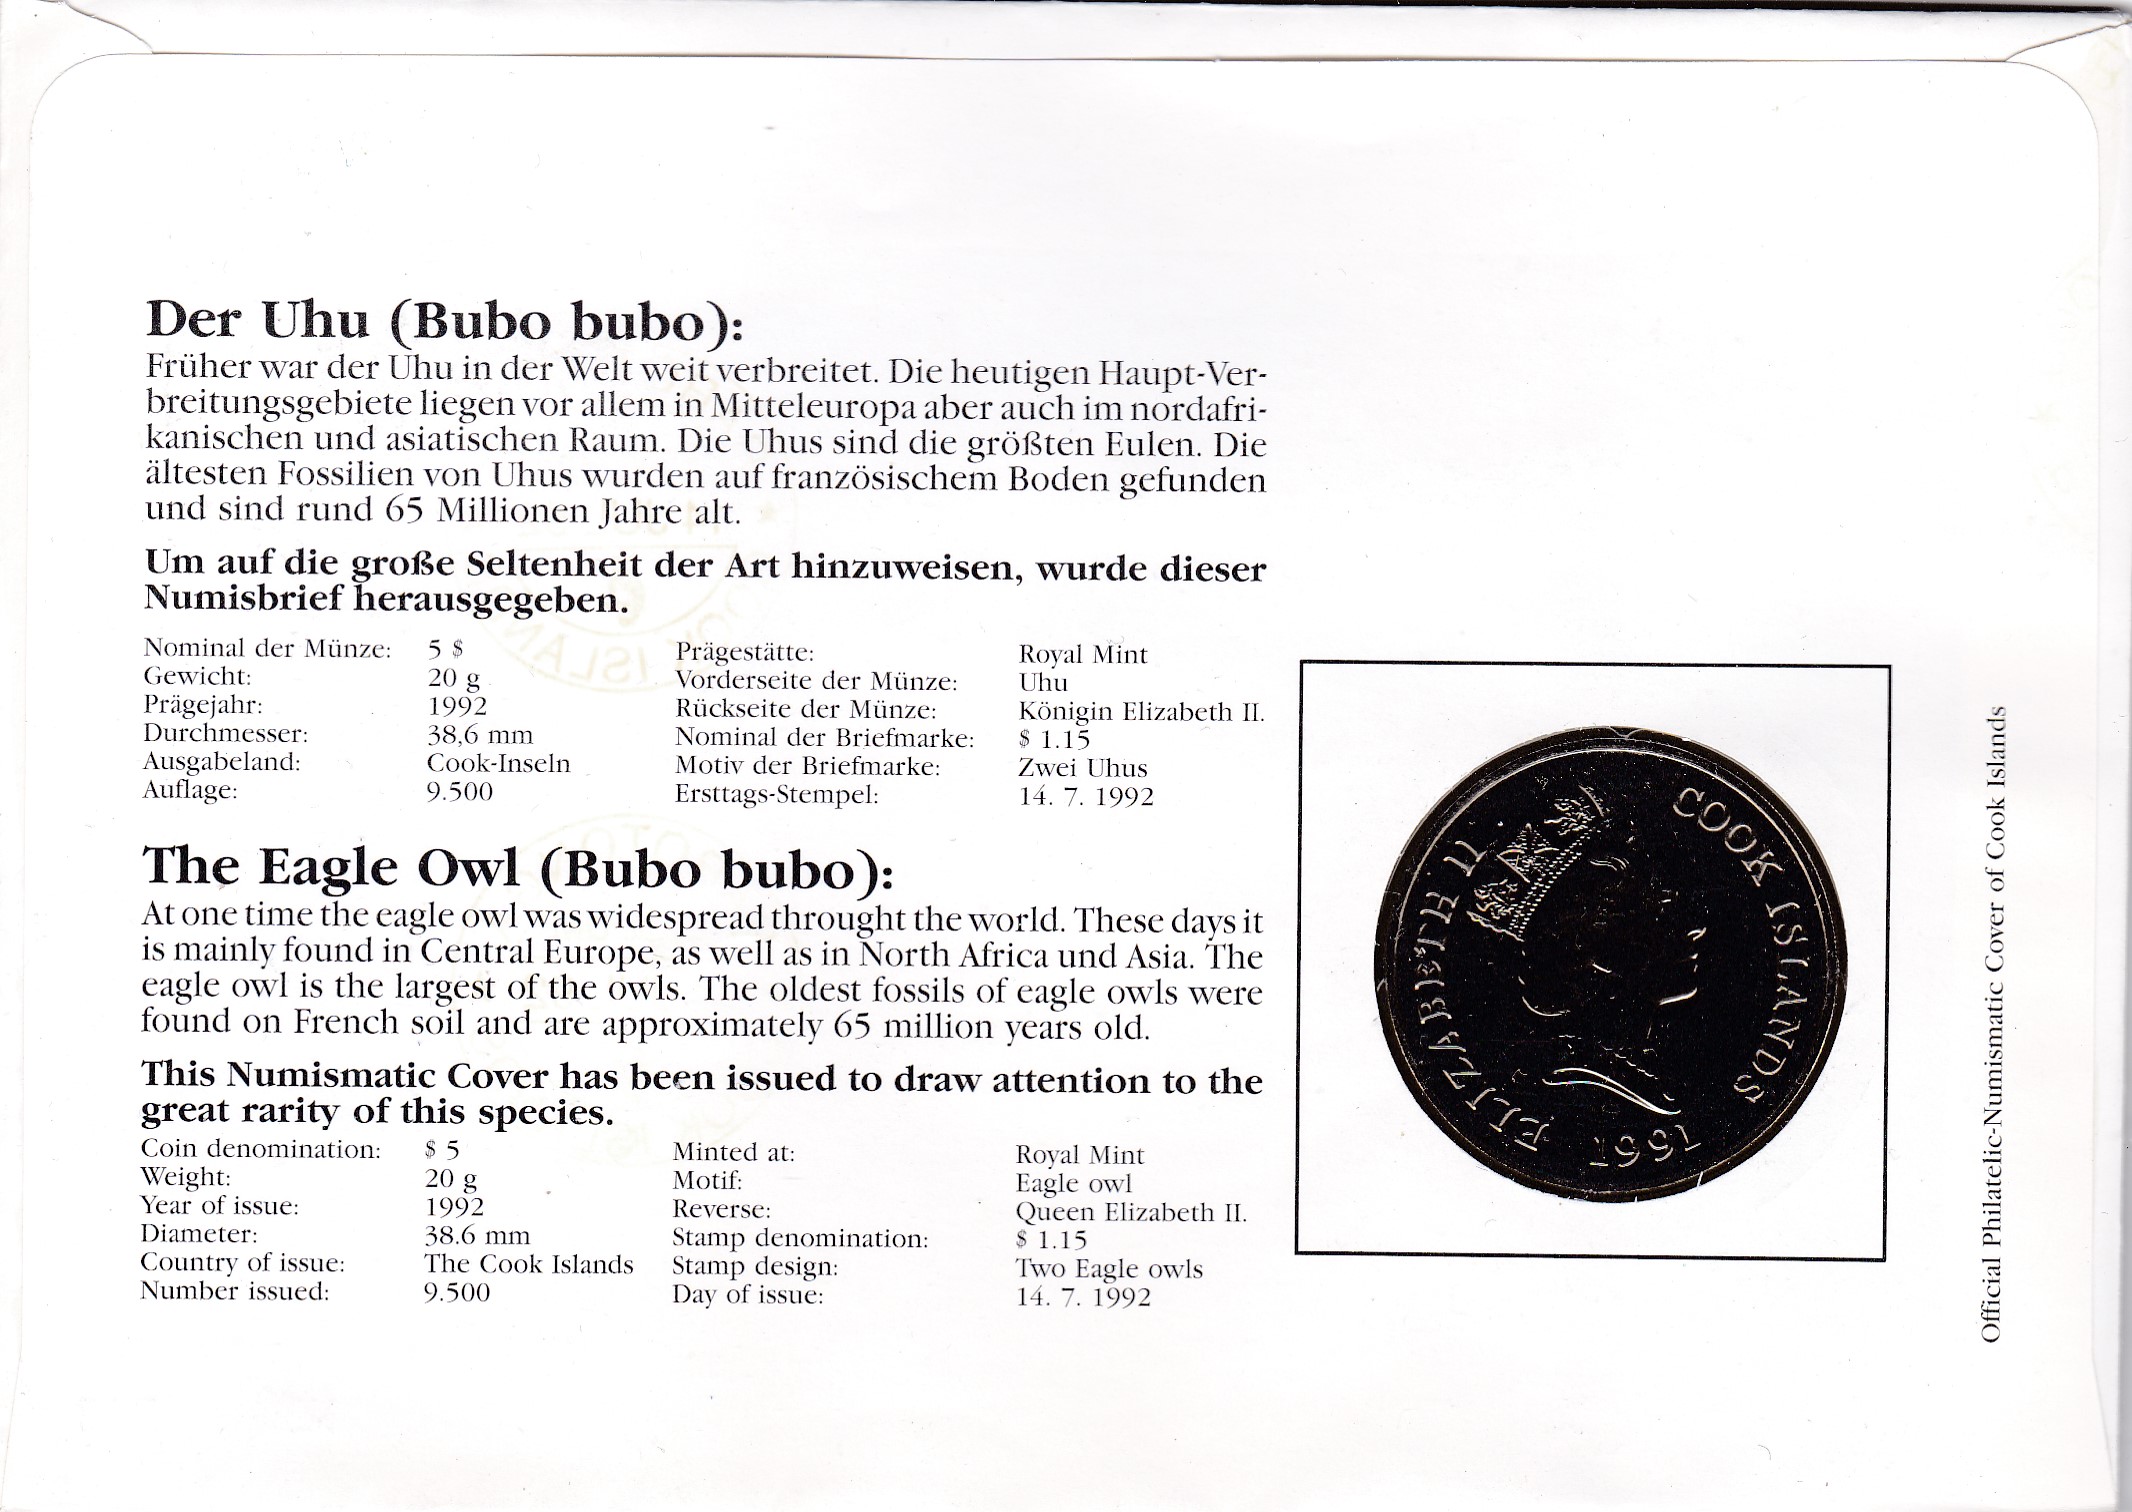 Der Uhu (Bubo bubo):
Früher war der Uhu in der Welt weit verbreitet. Die heutigen Haupt-Ver-
breitungsgebiete liegen vor allem in Mitteleuropa aber auch im nordafri-
kanischen und asiatischen Raum. Die Uhus sind die größten Eulen. Die
ältesten Fossilien von Uhus wurden auf französischem Boden gefunden
und sind rund 65 Millionen Jahre alt.
Um auf die große Seltenheit der Art hinzuweisen, wurde dieser
Numisbrief herausgegeben.
Nominal der Münze: 5 $ Prägestätte: Royal Mint
Gewicht: 20 g Vorderseite der Münze: Uhu
Prägejahr: 1992 Rückseite der Münze: Königin Elizabeth II.
Durchmesser: 38,6 mm Nominal der Briefmarke: $ 1.15
Ausgabeland: Cook-Inseln Motiv der Briefmarke: Zwei Uhus
Auflage: 9.500 Ersttags-Stempel: 14. 7. 1992
The Eagle Owl (Bubo bubo):
At one time the eagle owl was widespread throught the world. These days it
is mainly found in Central Europe, as well as in North Africa und Asia. The
eagle owl is the largest of the owls. The oldest fossils of eagle owls were
found on French soil and are approximately 65 million years old.
This Numismatic Cover has been issued to draw attention to the
great rarity of this species.
Coin denomination: $ 5 Minted at: Royal Mint
Weight: 20 g Motif: Eagle owl
Year of issue: 1992 Reverse: Queen Elizabeth II.
Diameter: 38.6 mm Stamp denomination: $ 1.15
Country of issue: The Cook Islands Stamp design: Two Eagle owls
Number issued: 9.500 Day of issue: 14. 7. 1992
ELIZABETH II
COOK ISLANDS
1991
Official Philatelic-Numismatic Cover of Cook Islands